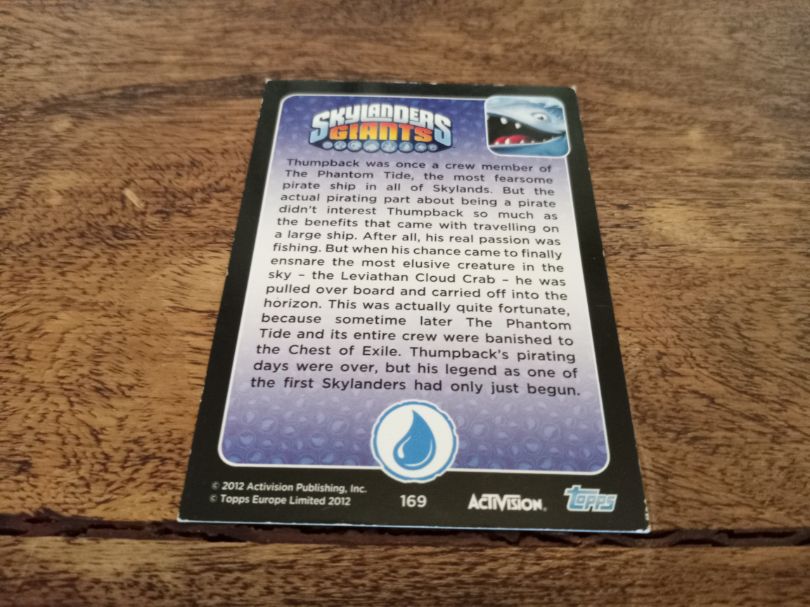 SKYLANDERS
GIANTS
Thumpback was once a crew member of
The Phantom Tide, the most fearsome
pirate ship in all of Skylands. But the
actual pirating part about being a pirate
didn't interest Thumpback so much as
the benefits that came with travelling on
a large ship. After all, his real passion was
fishing. But when his chance came to finally
ensnare the most elusive creature in the
sky – the Leviathan Cloud Crab – he was
pulled over board and carried off into the
horizon. This was actually quite fortunate,
because sometime later The Phantom
Tide and its entire crew were banished to
the Chest of Exile. Thumpback's pirating
days were over, but his legend as one of
the first Skylanders had only just begun.
© 2012 Activision Publishing, Inc.
© Topps Europe Limited 2012
169
ACTIVISION.
topps